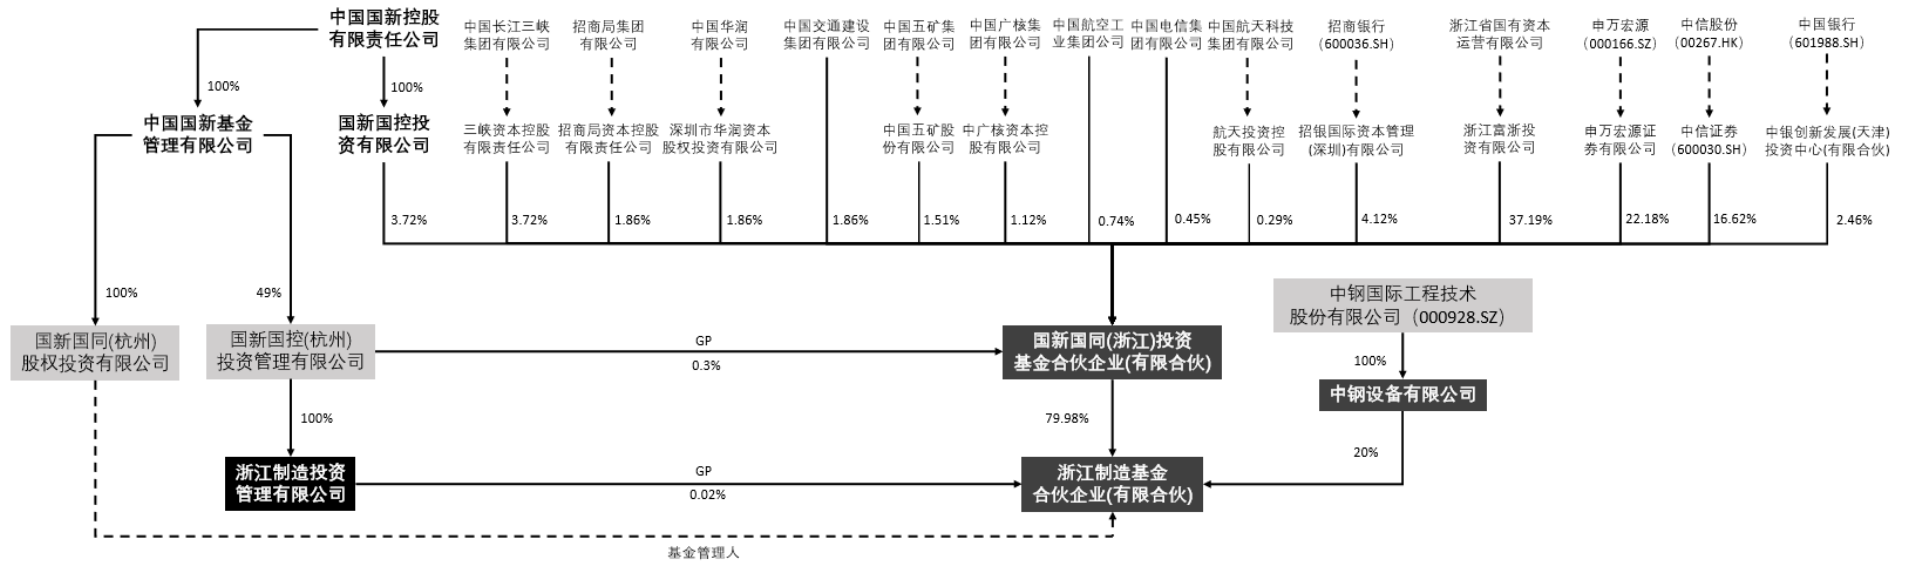 中国国新控股
有限责任公司
中国长江三峡
集团有限公司
招商局集团
有限公司
中国华润
有限公司
中国交通建设
集团有限公司
中国五矿集
团有限公司
中国广核集
团有限公司
中国航空工
业集团公司
中国电信集
团有限公司
中国航天科技
集团有限公司
招商银行
(600036.SH)
浙江省国有资本
运营有限公司
申万宏源
(000166.SZ)
中信股份
(00267.HK)
中国银行
(601988.SH)
100%
100%
中国国新基金
管理有限公司
国新国控投
资有限公司
三峡资本控股
有限责任公司
招商局资本控股
有限责任公司
深圳市华润资本
股权投资有限公司
中国五矿股
份有限公司
中广核资本控
股有限公司
航天投资控
股有限公司
招银国际资本管理
(深圳)有限公司
浙江富浙投
资有限公司
申万宏源证
券有限公司
中信证券
(600030.SH)
中银创新发展(天津)
投资中心(有限合伙)
3.72%
3.72%
1.86%
1.86%
1.86%
1.51%
1.12%
0.74%
0.45%
0.29%
4.12%
37.19%
22.18%
16.62%
2.46%
100%
49%
国新国同(杭州)
股权投资有限公司
国新国控(杭州)
投资管理有限公司
GP
0.3%
国新国同(浙江)投资
基金合伙企业(有限合伙)
中钢国际工程技术
股份有限公司（000928.SZ）
100%
中钢设备有限公司
100%
79.98%
20%
浙江制造投资
管理有限公司
GP
0.02%
浙江制造基金
合伙企业(有限合伙)
基金管理人